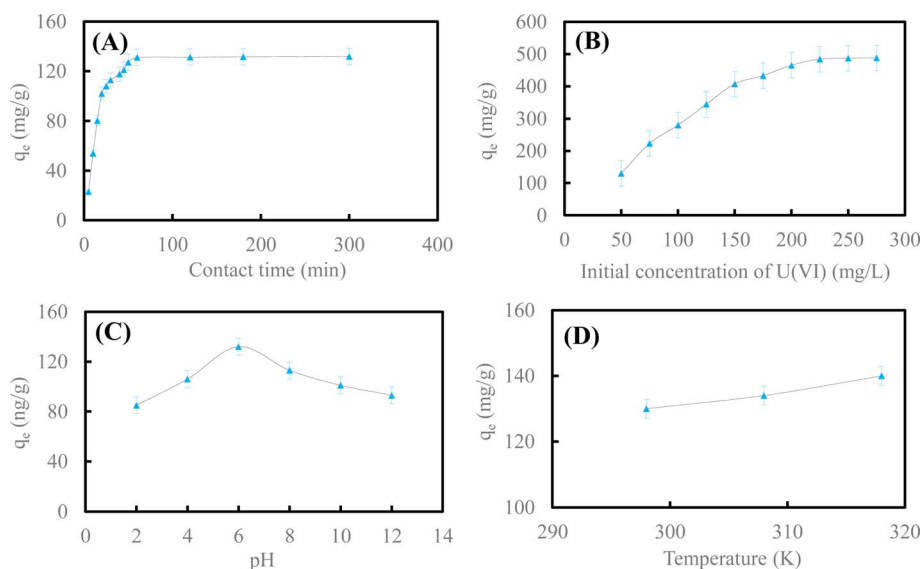 (A)
160
120
80
40
0
qe (mg/g)
0 100 200 300 400
Contact time (min)
(B)
600
500
400
300
200
100
0
qe (mg/g)
0 50 100 150 200 250 300
Initial concentration of U(VI) (mg/L)
(C)
160
120
80
40
0
qe (ng/g)
0 2 4 6 8 10 12 14
pH
(D)
160
140
120
100
qe (mg/g)
290 300 310 320
Temperature (K)